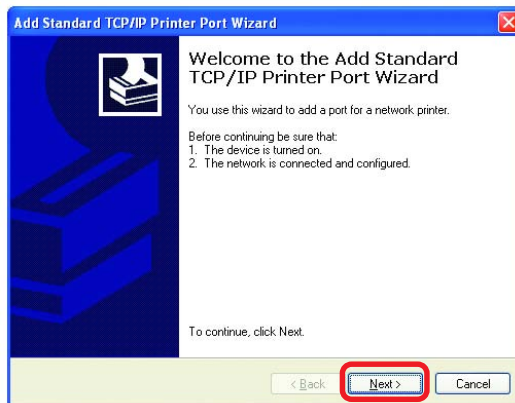 Add Standard TCP/IP Printer Port Wizard
Welcome to the Add Standard
TCP/IP Printer Port Wizard
You use this wizard to add a port for a network printer.
Before continuing be sure that:
1. The device is turned on.
2. The network is connected and configured.
To continue, click Next.
< Back
Next >
Cancel